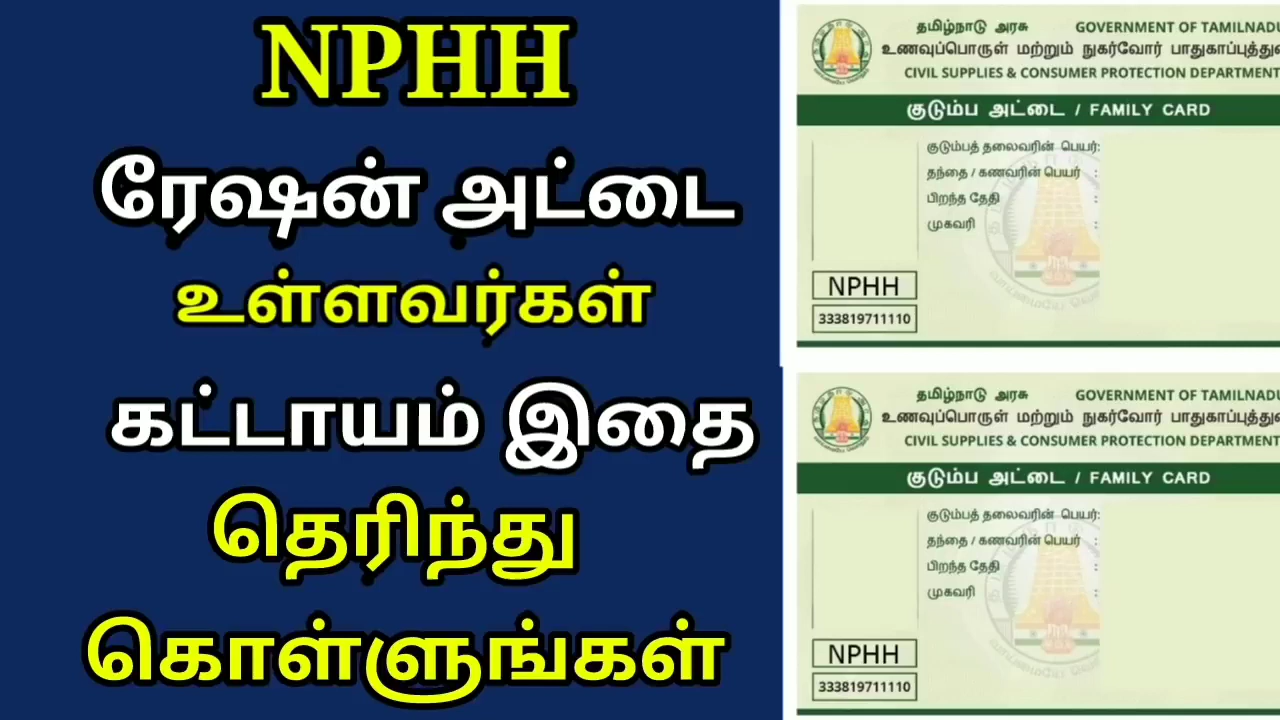 NPHH
ரேஷன் அட்டை
உள்ளவர்கள்
கட்டாயம் இதை
தெரிந்து
கொள்ளுங்கள்
தமிழ்நாடு அரசு GOVERNMENT OF TAMILNADU
உணவுப்பொருள் மற்றும் நுகர்வோர் பாதுகாப்புத்து
CIVIL SUPPLIES & CONSUMER PROTECTION DEPARTMENT
குடும்ப அட்டை / FAMILY CARD
குடும்பத் தலைவரின் பெயர்:
தந்தை / கணவரின் பெயர் :
பிறந்த தேதி :
முகவரி :
NPHH
333819711110
தமிழ்நாடு அரசு GOVERNMENT OF TAMILNADU
உணவுப்பொருள் மற்றும் நுகர்வோர் பாதுகாப்புத்து
CIVIL SUPPLIES & CONSUMER PROTECTION DEPARTMENT
குடும்ப அட்டை / FAMILY CARD
குடும்பத் தலைவரின் பெயர்:
தந்தை / கணவரின் பெயர் :
பிறந்த தேதி :
முகவரி :
NPHH
333819711110